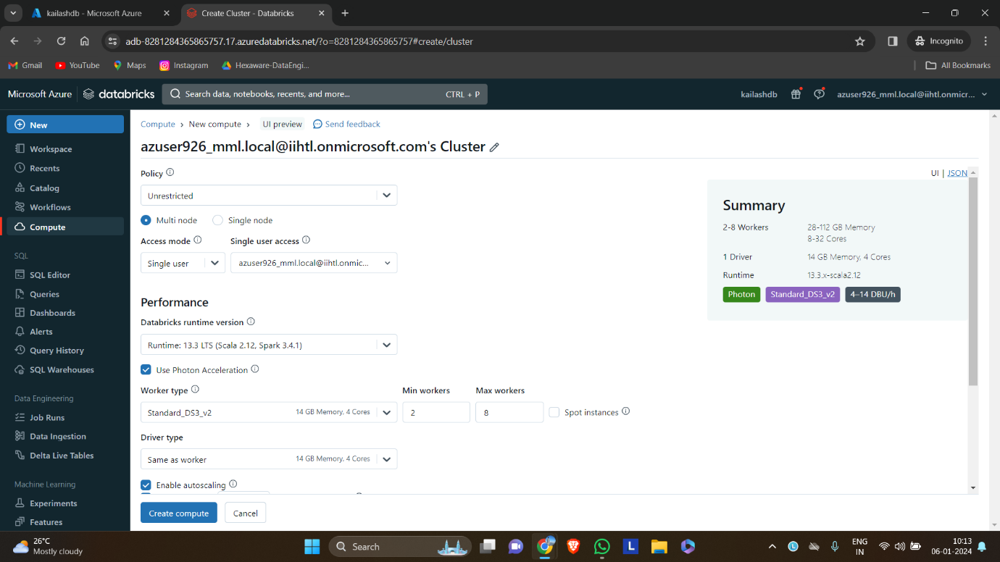 kailashdb - Microsoft Azure
Create Cluster - Databricks
adb-8281284365865757.17.azuredatabricks.net/?o=8281284365865757#create/cluster
Incognito
Gmail
YouTube
Maps
Instagram
Hexaware-DataEngi...
All Bookmarks
Microsoft Azure
databricks
Search data, notebooks, recents, and more...
CTRL + P
kailashdb
azuser926_mml.local@iihtl.onmicr...
New
Workspace
Recents
Catalog
Workflows
Compute
SQL
SQL Editor
Queries
Dashboards
Alerts
Query History
SQL Warehouses
Data Engineering
Job Runs
Data Ingestion
Delta Live Tables
Machine Learning
Experiments
Features
Compute › New compute › UI preview Send feedback
azuser926_mml.local@iihtl.onmicrosoft.com's Cluster
Policy
Unrestricted
Multi node Single node
Access mode Single user access
Single user azuser926_mml.local@iihtl.onmic...
Performance
Databricks runtime version
Runtime: 13.3 LTS (Scala 2.12, Spark 3.4.1)
Use Photon Acceleration
Worker type Min workers Max workers
Standard_DS3_v2 14 GB Memory, 4 Cores 2 8 Spot instances
Driver type
Same as worker 14 GB Memory, 4 Cores
Enable autoscaling
Create compute Cancel
UI | JSON
Summary
2-8 Workers 28-112 GB Memory
8-32 Cores
1 Driver 14 GB Memory, 4 Cores
Runtime 13.3.x-scala2.12
Photon Standard_DS3_v2 4–14 DBU/h
26°C
Mostly cloudy
Search
L
L
ENG
IN
10:13
06-01-2024